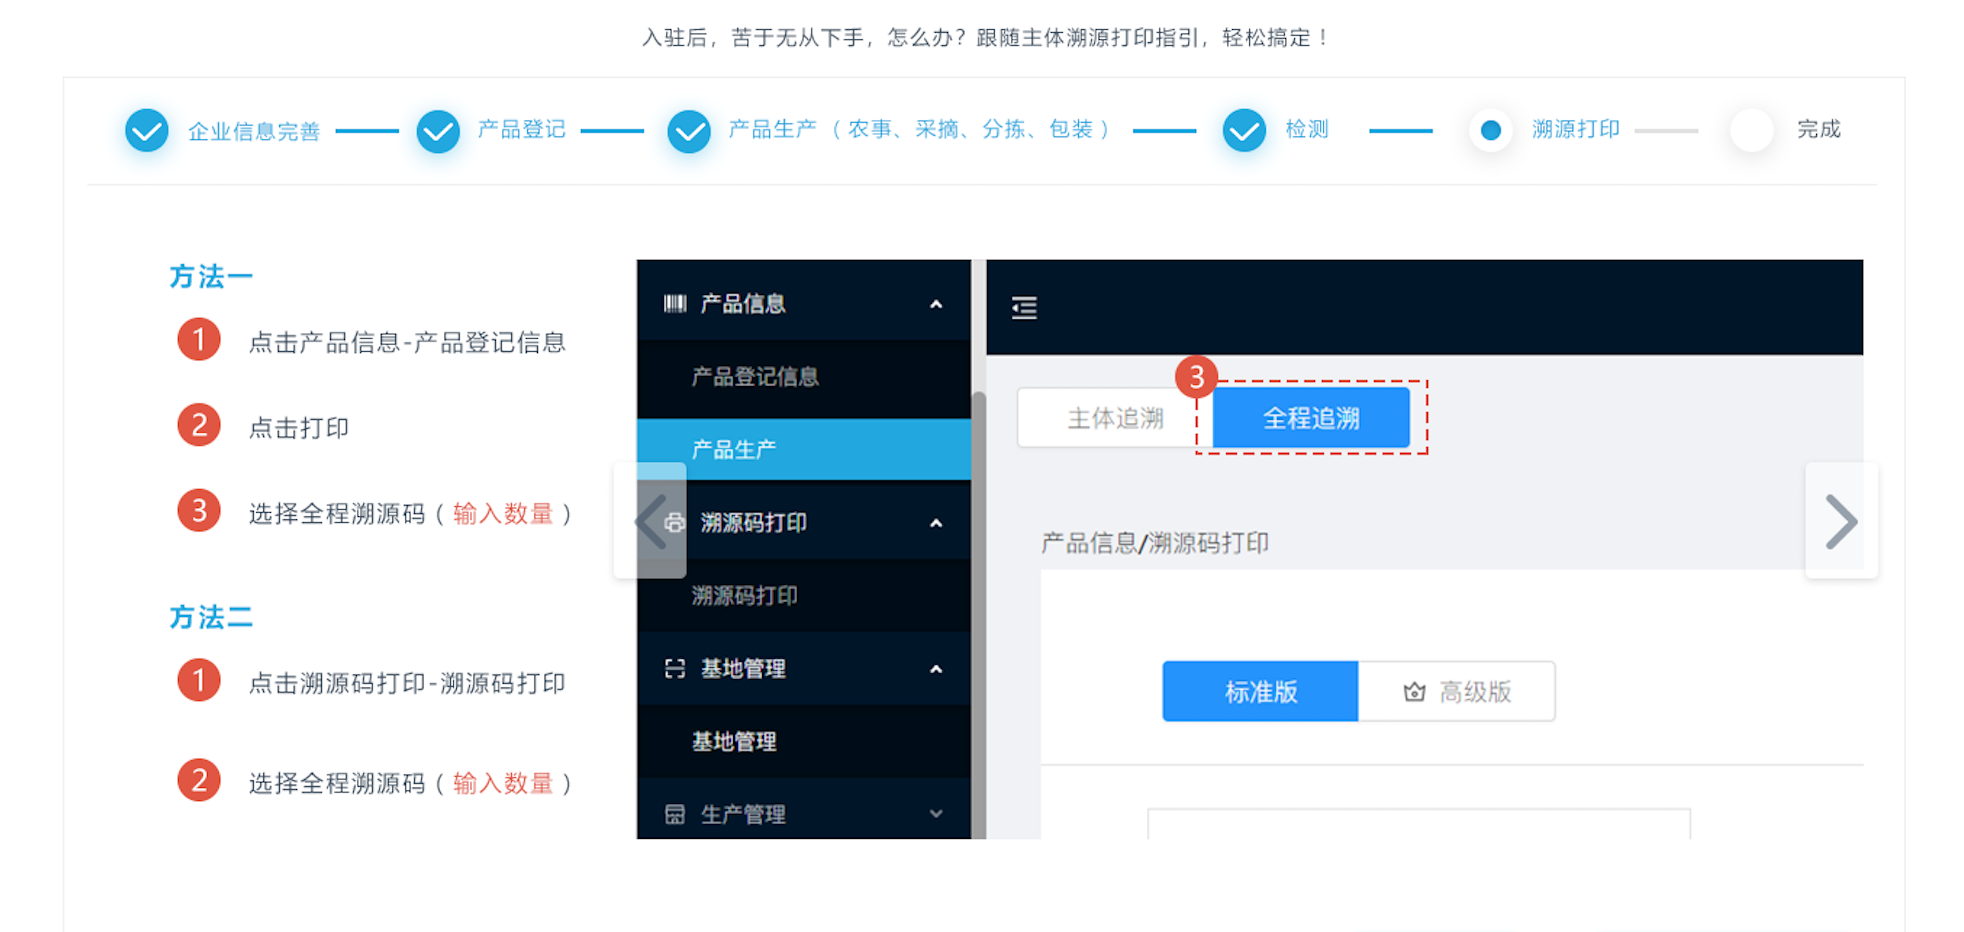 入驻后，苦于无从下手，怎么办？跟随主体溯源打印指引，轻松搞定！
企业信息完善
产品登记
产品生产（农事、采摘、分拣、包装）
检测
溯源打印
完成
方法一
1 点击产品信息-产品登记信息
2 点击打印
3 选择全程溯源码（输入数量）
方法二
1 点击溯源码打印-溯源码打印
2 选择全程溯源码（输入数量）
产品信息
产品登记信息
产品生产
溯源码打印
溯源码打印
基地管理
基地管理
生产管理
3
主体追溯
全程追溯
产品信息/溯源码打印
标准版
高级版